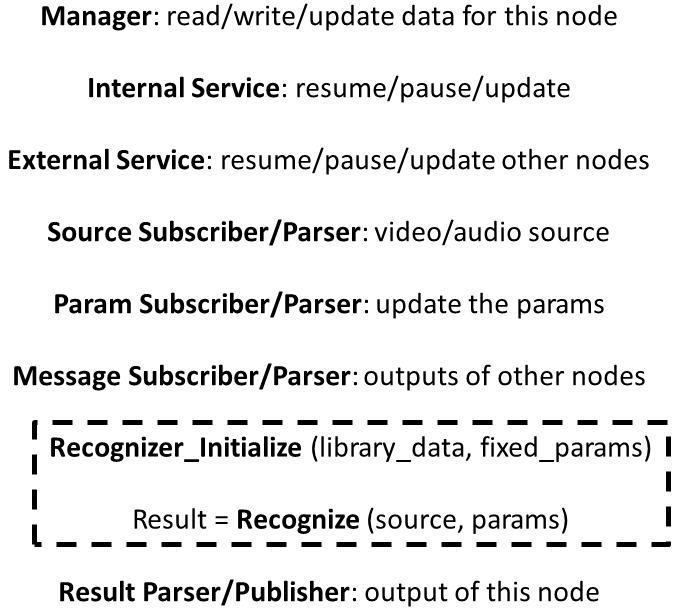 Manager: read/write/update data for this node
Internal Service: resume/pause/update
External Service: resume/pause/update other nodes
Source Subscriber/Parser: video/audio source
Param Subscriber/Parser: update the params
Message Subscriber/Parser: outputs of other nodes
Recognizer_Initialize (library_data, fixed_params)
Result = Recognize (source, params)
Result Parser/Publisher: output of this node